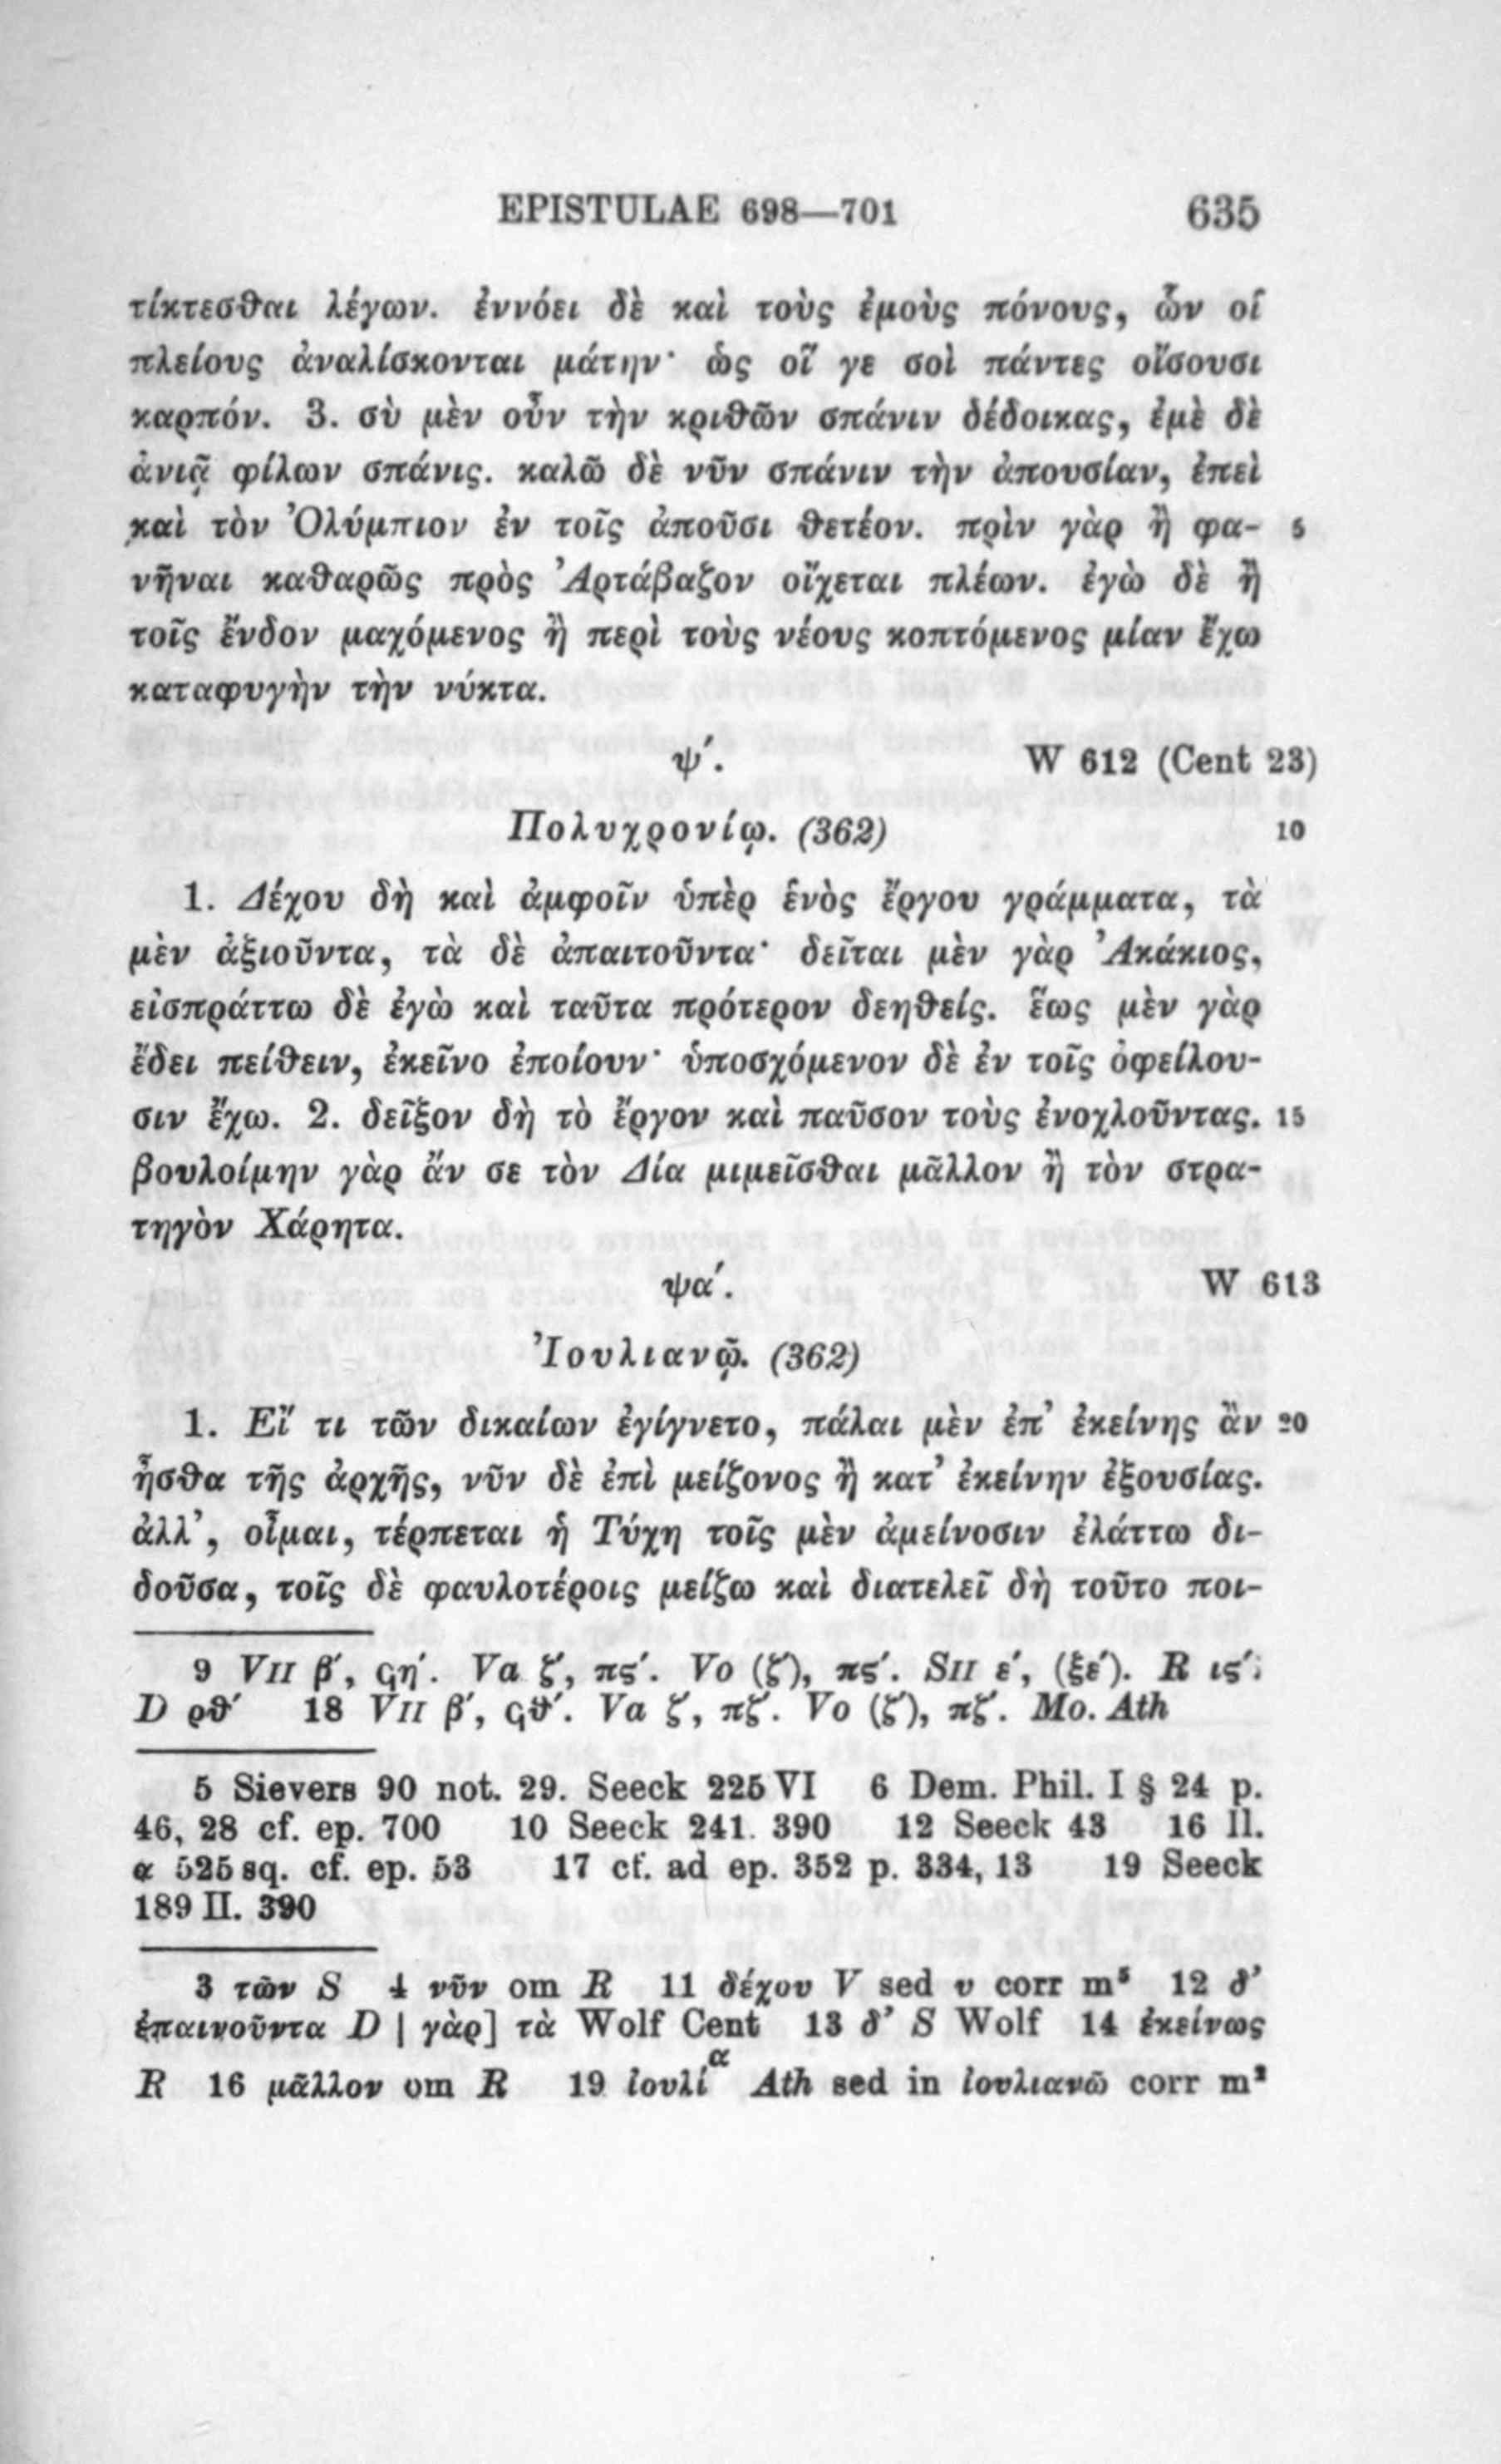 EPISTULAE 698—701 635
τίκτεσθαι λέγων. ἐννόει δὲ καὶ τοὺς ἐμοὺς πόνους, ὧν οἱ
πλείους ἀναλίσκονται μάτην· ὡς οἵ γε σοὶ πάντες οἴσουσι
καρπόν. 3. σὺ μὲν οὖν τὴν κριθῶν σπάνιν δέδοικας, ἐμὲ δὲ
ἀνιᾷ φίλων σπάνις. καλῶ δὲ νῦν σπάνιν τὴν ἀπουσίαν, ἐπεὶ
καὶ τὸν Ὀλύμπιον ἐν τοῖς ἀποῦσι θετέον. πρὶν γὰρ ἢ φα- 5
νῆναι καθαρῶς πρὸς Ἀρτάβαζον οἴχεται πλέων. ἐγὼ δὲ ἢ
τοῖς ἔνδον μαχόμενος ἢ περὶ τοὺς νέους κοπτόμενος μίαν ἔχω
καταφυγὴν τὴν νύκτα.
ψ′. W 612 (Cent 23)
Πολυχρονίῳ. (362) 10
1. Δέχου δὴ καὶ ἀμφοῖν ὑπὲρ ἑνὸς ἔργου γράμματα, τὰ
μὲν ἀξιοῦντα, τὰ δὲ ἀπαιτοῦντα· δεῖται μὲν γὰρ Ἀκάκιος,
εἰσπράττω δὲ ἐγὼ καὶ ταῦτα πρότερον δεηθείς. ἕως μὲν γὰρ
ἔδει πείθειν, ἐκεῖνο ἐποίουν· ὑποσχόμενον δὲ ἐν τοῖς ὀφείλου-
σιν ἔχω. 2. δεῖξον δὴ τὸ ἔργον καὶ παῦσον τοὺς ἐνοχλοῦντας. 15
βουλοίμην γὰρ ἄν σε τὸν Δία μιμεῖσθαι μᾶλλον ἢ τὸν στρα-
τηγὸν Χάρητα.
ψα′. W 613
Ἰουλιανῷ. (362)
1. Εἴ τι τῶν δικαίων ἐγίγνετο, πάλαι μὲν ἐπ’ ἐκείνης ἂν 20
ἦσθα τῆς ἀρχῆς, νῦν δὲ ἐπὶ μείζονος ἢ κατ’ ἐκείνην ἐξουσίας.
ἀλλ’, οἶμαι, τέρπεται ἡ Τύχη τοῖς μὲν ἀμείνοσιν ἐλάττω δι-
δοῦσα, τοῖς δὲ φαυλοτέροις μείζω καὶ διατελεῖ δὴ τοῦτο ποι-
9 VII β′, ϙη′. Va ζ′, πς′. Vo (ζ′), πς′. SII ε′, (ξε′). R ις′.
D ρθ′ 18 VII β′, ϙθ′. Va ζ′, πζ′. Vo (ζ′), πζ′. Mo. Ath
5 Sievers 90 not. 29. Seeck 225 VI 6 Dem. Phil. I § 24 p.
46, 28 cf. ep. 700 10 Seeck 241. 390 12 Seeck 43 16 Il.
α 525 sq. cf. ep. 53 17 cf. ad ep. 352 p. 334, 13 19 Seeck
189 II. 390
3 τῶν S 4 νῦν om R 11 δέχου V sed υ corr m⁵ 12 δ’
ἐπαινοῦντα D | γὰρ] τὰ Wolf Cent 13 δ’ S Wolf 14 ἐκείνως
R 16 μᾶλλον om R 19 ἰουλίᵅ Ath sed in ἰουλιανῶ corr m²